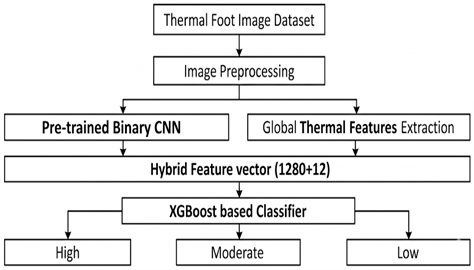 Thermal Foot Image Dataset
Image Preprocessing
Pre-trained Binary CNN
Global Thermal Features Extraction
Hybrid Feature vector (1280+12)
XGBoost based Classifier
High
Moderate
Low